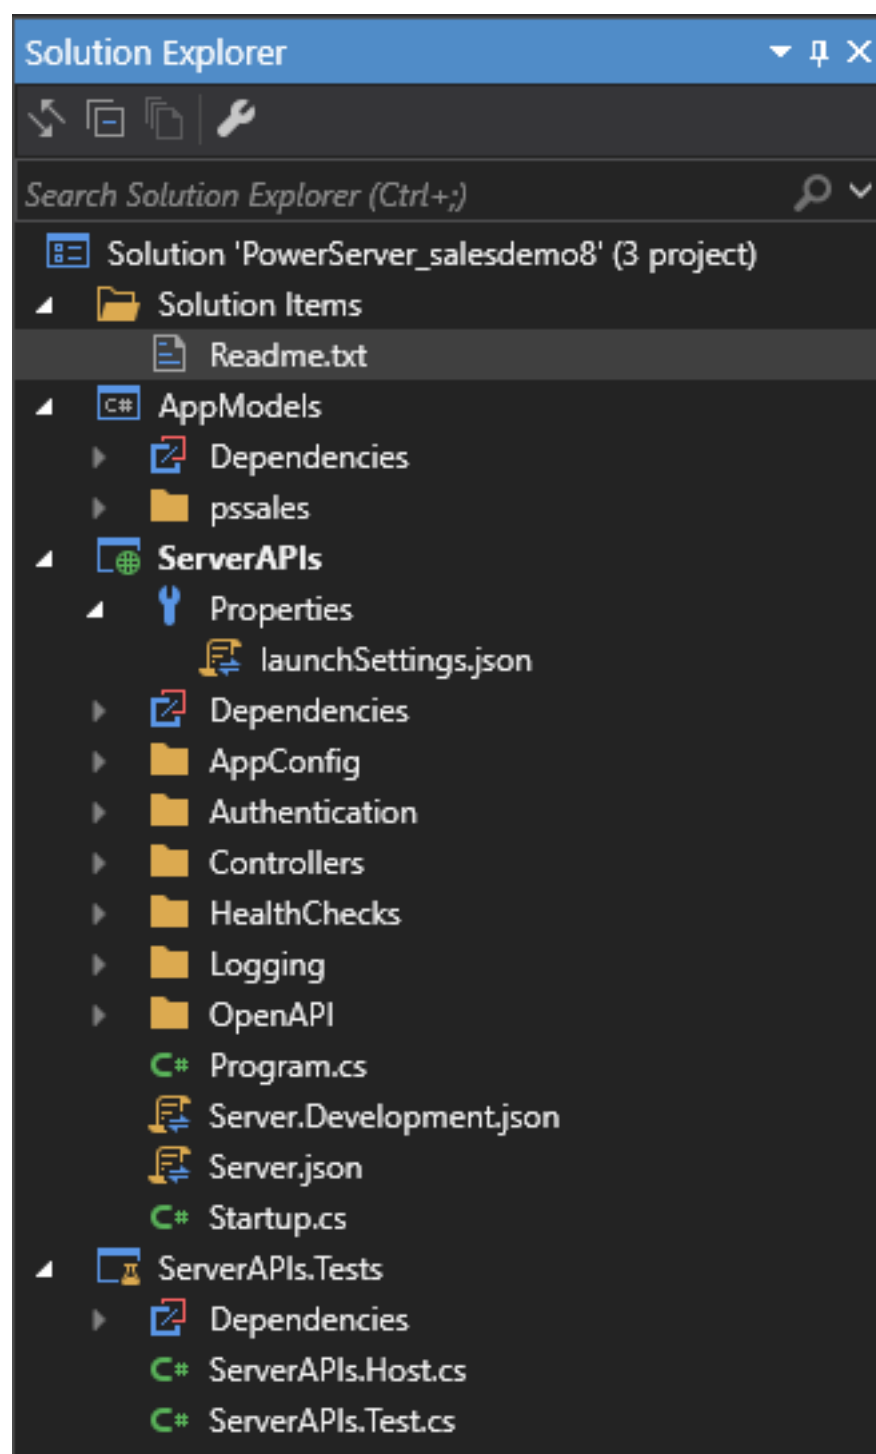 Solution Explorer
Search Solution Explorer (Ctrl+;)
Solution 'PowerServer_salesdemo8' (3 project)
Solution Items
Readme.txt
C# AppModels
Dependencies
pssales
ServerAPIs
Properties
launchSettings.json
Dependencies
AppConfig
Authentication
Controllers
HealthChecks
Logging
OpenAPI
C# Program.cs
Server.Development.json
Server.json
C# Startup.cs
ServerAPIs.Tests
Dependencies
C# ServerAPIs.Host.cs
C# ServerAPIs.Test.cs